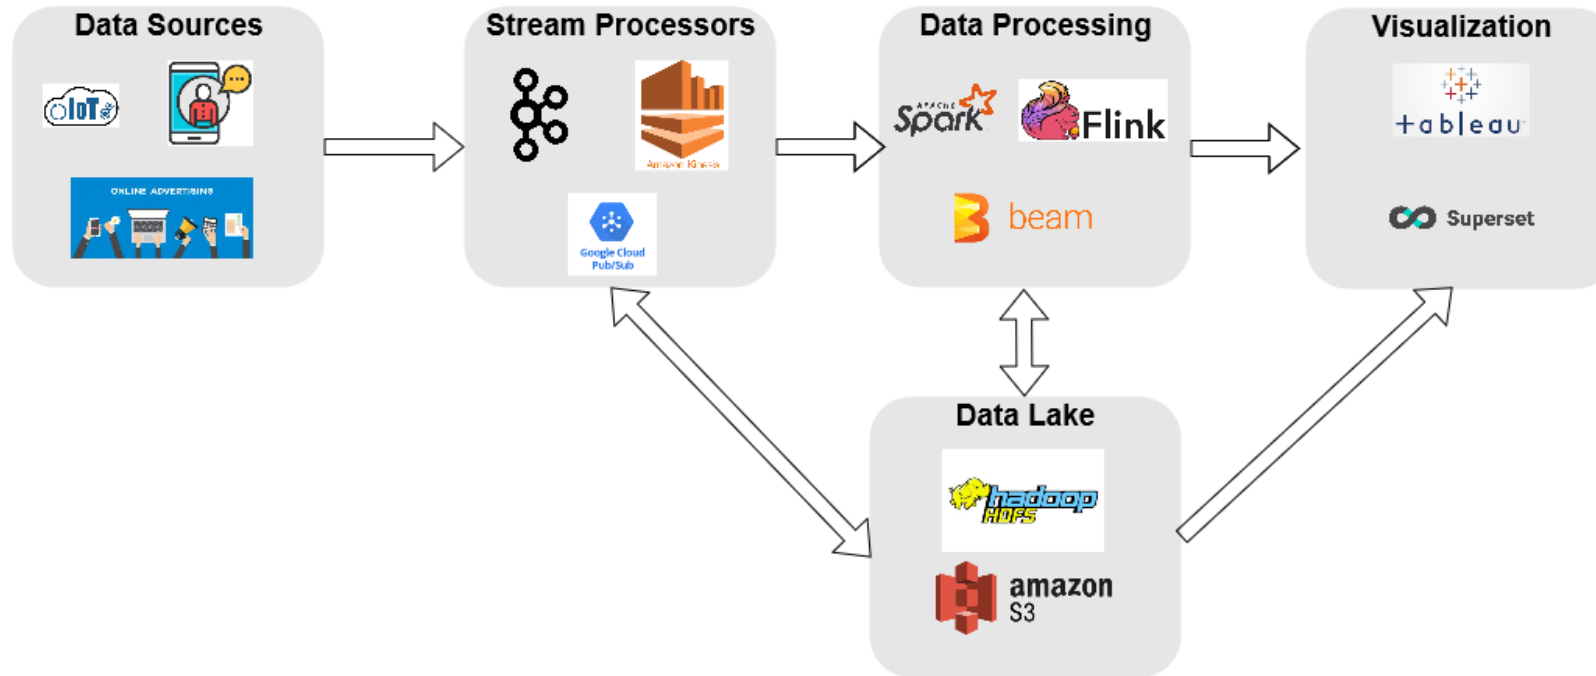 Data Sources
IoT
ONLINE ADVERTISING
Stream Processors
Amazon Kinesis
Google Cloud
Pub/Sub
Data Processing
APACHE
Spark
Flink
beam
Visualization
+ableau
Superset
Data Lake
hadoop
HDFS
amazon
S3